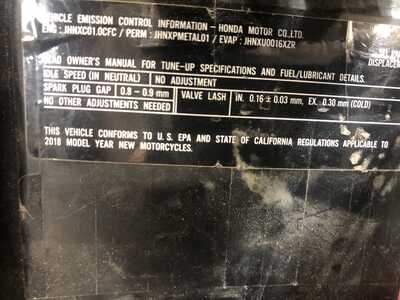 VEHICLE EMISSION CONTROL INFORMATION - HONDA MOTOR CO.,LTD.
ENG : JHNXC01.0CFC / PERM : JHNXPMETAL01 / EVAP : JHNXU0016XZR
DISPLACEM
READ OWNER'S MANUAL FOR TUNE-UP SPECIFICATIONS AND FUEL/LUBRICANT DETAILS.
IDLE SPEED (IN NEUTRAL) NO ADJUSTMENT
SPARK PLUG GAP 0.8 - 0.9 mm VALVE LASH IN. 0.16 ± 0.03 mm, EX. 0.30 mm (COLD)
NO OTHER ADJUSTMENTS NEEDED
THIS VEHICLE CONFORMS TO U.S. EPA AND STATE OF CALIFORNIA REGULATIONS APPLICABLE TO
2018 MODEL YEAR NEW MOTORCYCLES.